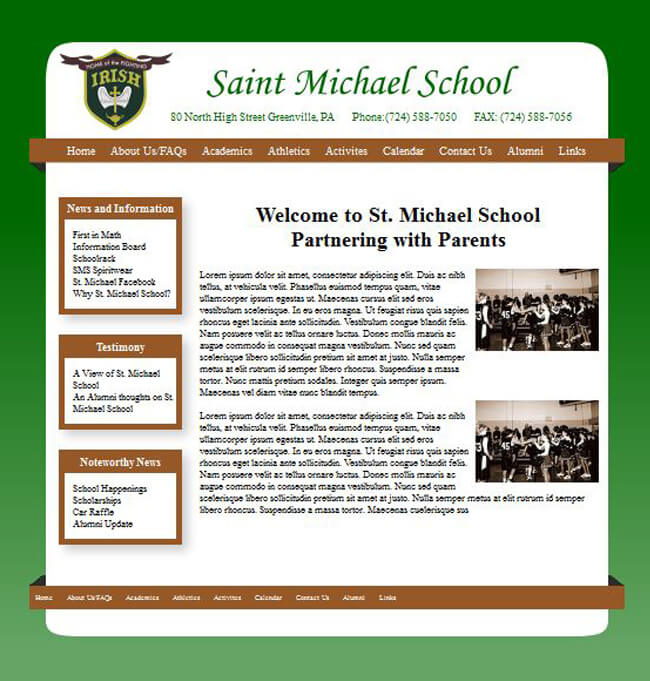 HOME of the FIGHTING
IRISH
Saint Michael School
80 North High Street Greenville, PA Phone:(724) 588-7050 FAX: (724) 588-7056
Home About Us/FAQs Academics Athletics Activites Calendar Contact Us Alumni Links
News and Information
First in Math
Information Board
Schoolrack
SMS Spiritwear
St. Michael Facebook
Why St. Michael School?
Testimony
A View of St. Michael
School
An Alumni thoughts on St.
Michael School
Noteworthy News
School Happenings
Scholarships
Car Raffle
Alumni Update
Welcome to St. Michael School
Partnering with Parents
Lorem ipsum dolor sit amet, consectetur adipiscing elit. Duis ac nibh
tellus, at vehicula velit. Phasellus euismod tempus quam, vitae
ullamcorper ipsum egestas ut. Maecenas cursus elit sed eros
vestibulum scelerisque. In eu eros magna. Ut feugiat risus quis sapien
rhoncus eget lacinia ante sollicitudin. Vestibulum congue blandit felis.
Nam posuere velit ac tellus ornare luctus. Donec mollis mauris ac
augue commodo in consequat magna vestibulum. Nunc sed quam
scelerisque libero sollicitudin pretium sit amet at justo. Nulla semper
metus at elit rutrum id semper libero rhoncus. Suspendisse a massa
tortor. Nunc mattis pretium sodales. Integer quis semper ipsum.
Maecenas vel diam vitae nunc blandit tempus.
Lorem ipsum dolor sit amet, consectetur adipiscing elit. Duis ac nibh
tellus, at vehicula velit. Phasellus euismod tempus quam, vitae
ullamcorper ipsum egestas ut. Maecenas cursus elit sed eros
vestibulum scelerisque. In eu eros magna. Ut feugiat risus quis sapien
rhoncus eget lacinia ante sollicitudin. Vestibulum congue blandit felis.
Nam posuere velit ac tellus ornare luctus. Donec mollis mauris ac
augue commodo in consequat magna vestibulum. Nunc sed quam
scelerisque libero sollicitudin pretium sit amet at justo. Nulla semper metus at elit rutrum id semper
libero rhoncus. Suspendisse a massa tortor. Maecenas cuelerisque sus
45
45
Home About Us/FAQs Academics Athletics Activites Calendar Contact Us Alumni Links